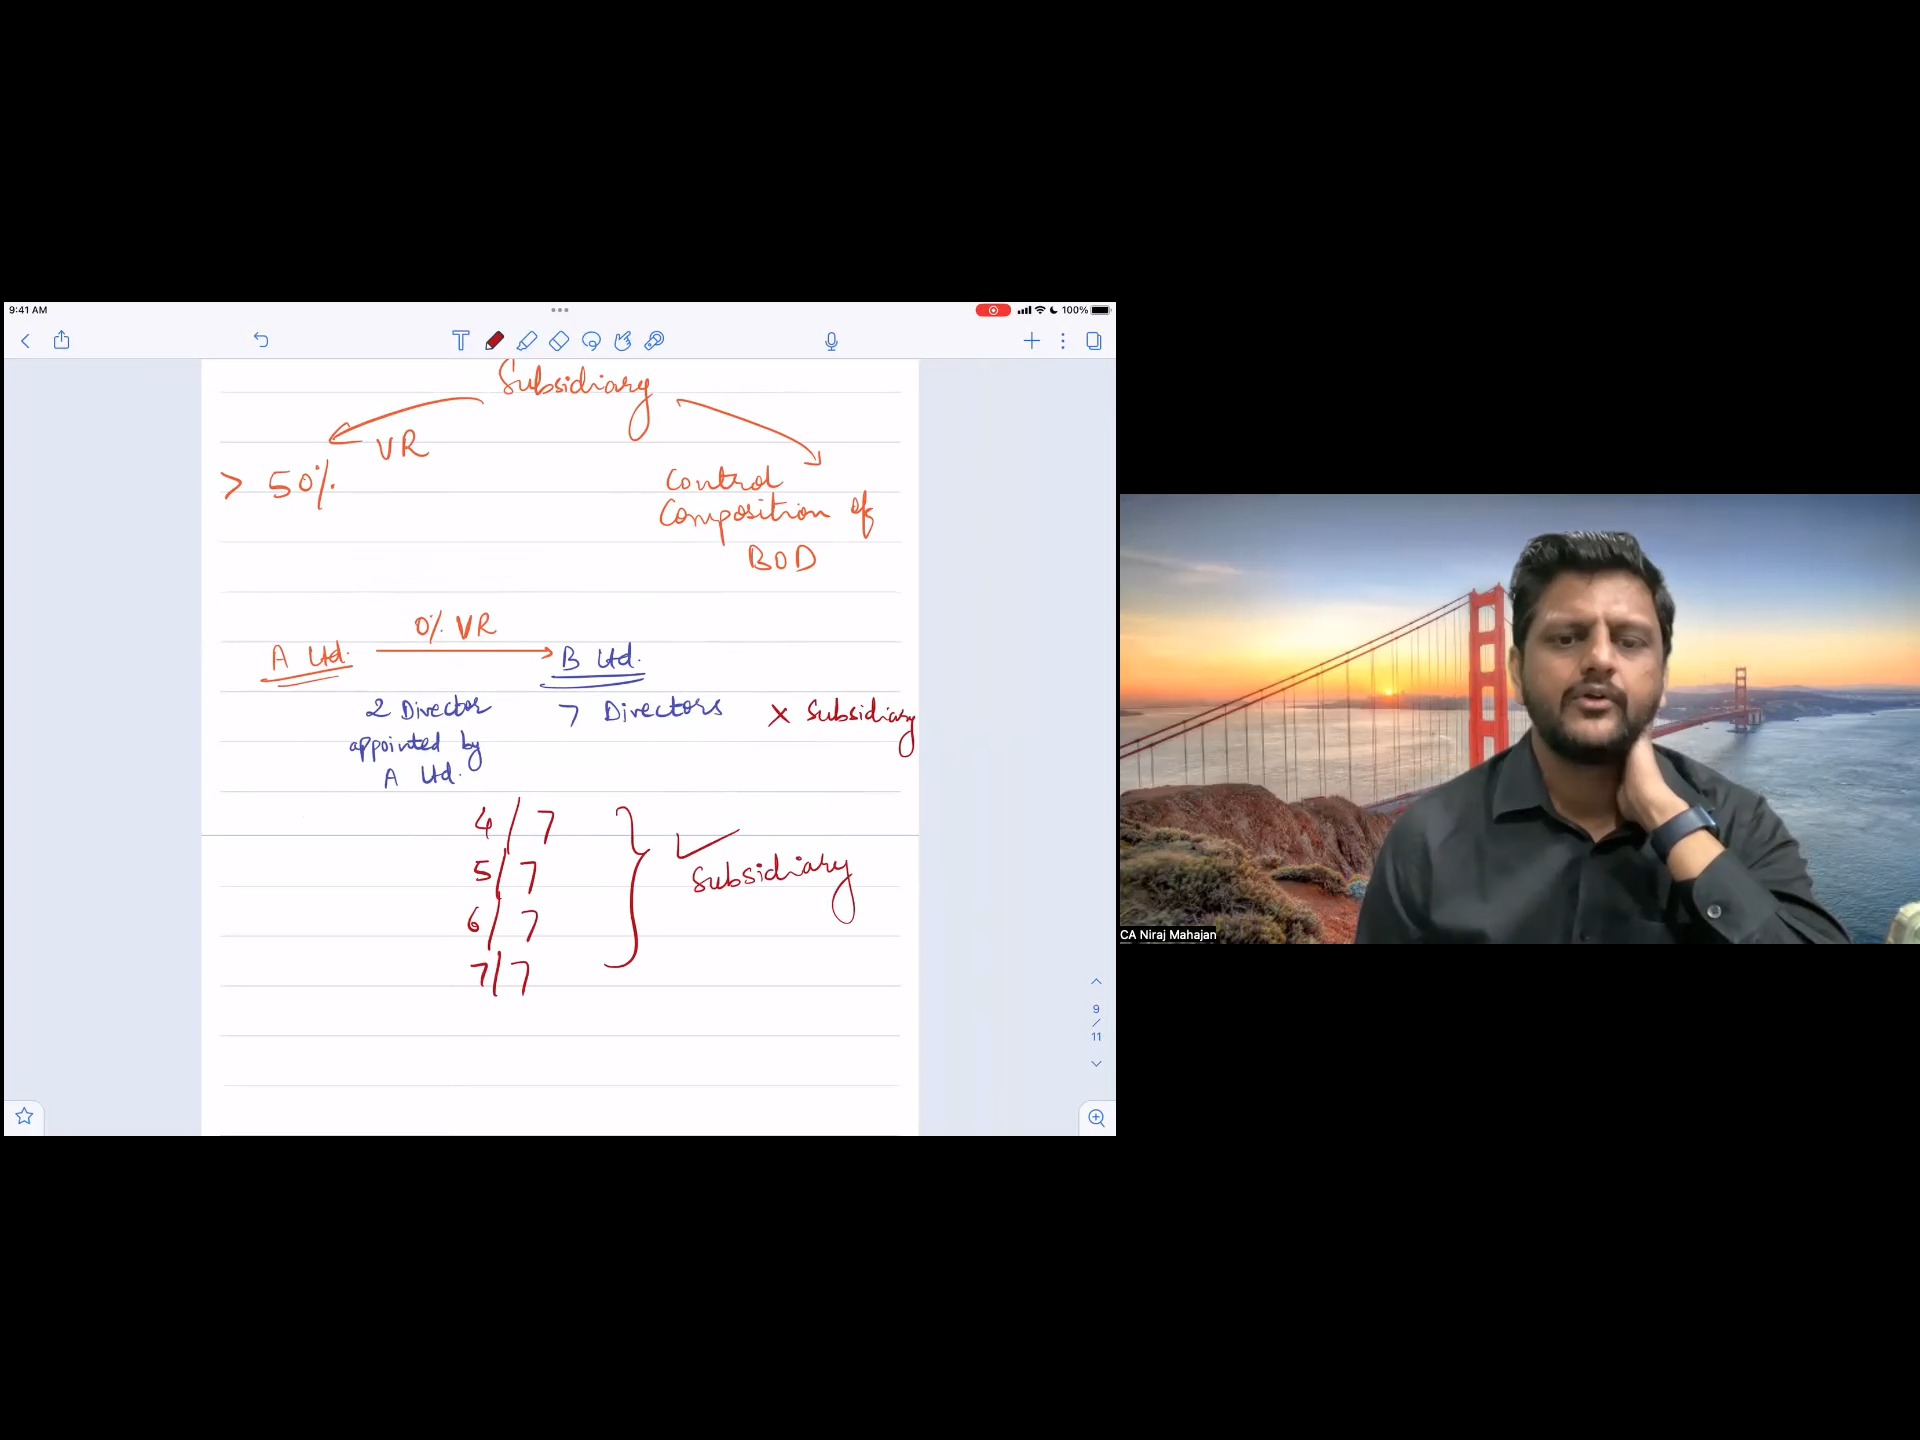 9:41 AM
100%
Subsidiary
VR
> 50%
Control
Composition of
BOD
0% VR
A Ltd.
B Ltd.
2 Director
appointed by
A Ltd.
7 Directors
× Subsidiary
4/7
5/7
6/7
7/7
Subsidiary
9
/
11
CA Niraj Mahajan